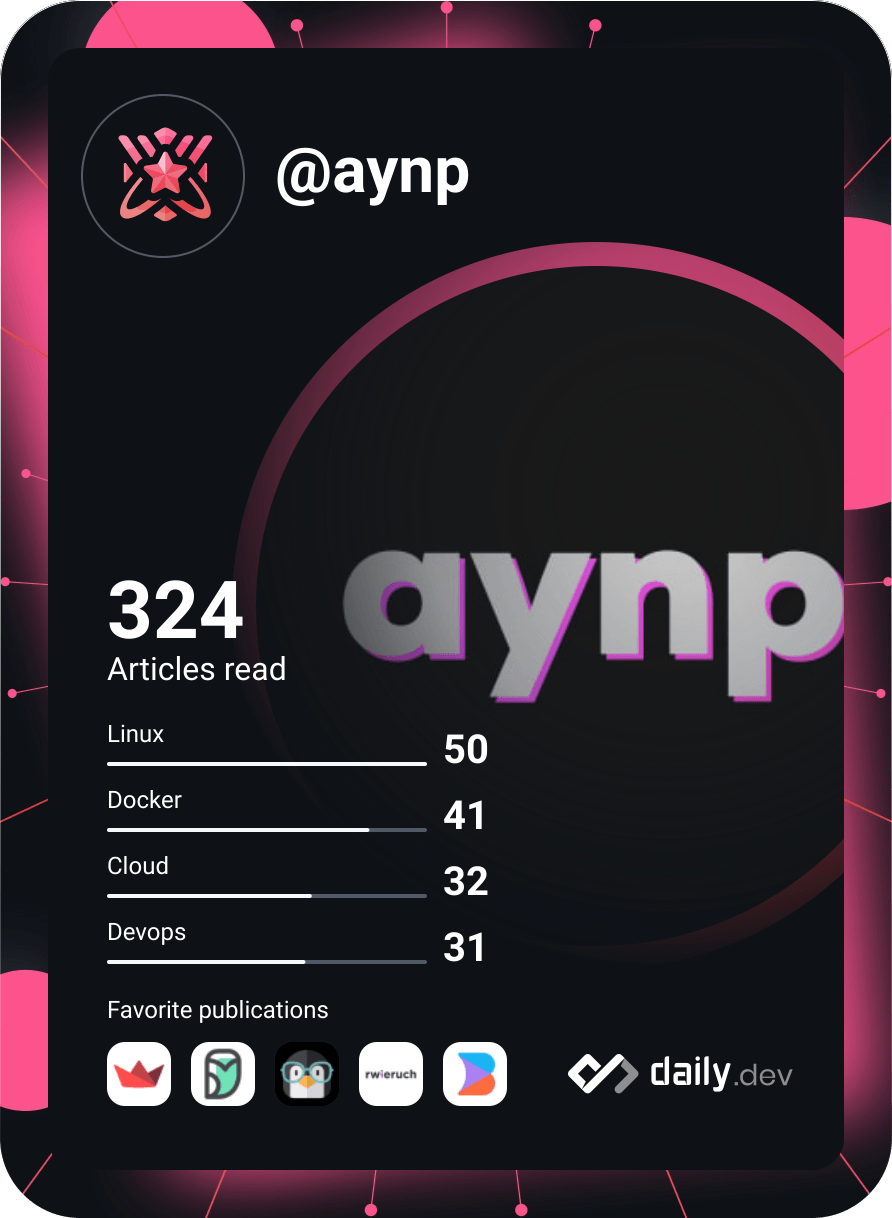 @aynp
aynp
324
Articles read
Linux
50
Docker
41
Cloud
32
Devops
31
Favorite publications
rwieruch
daily.dev